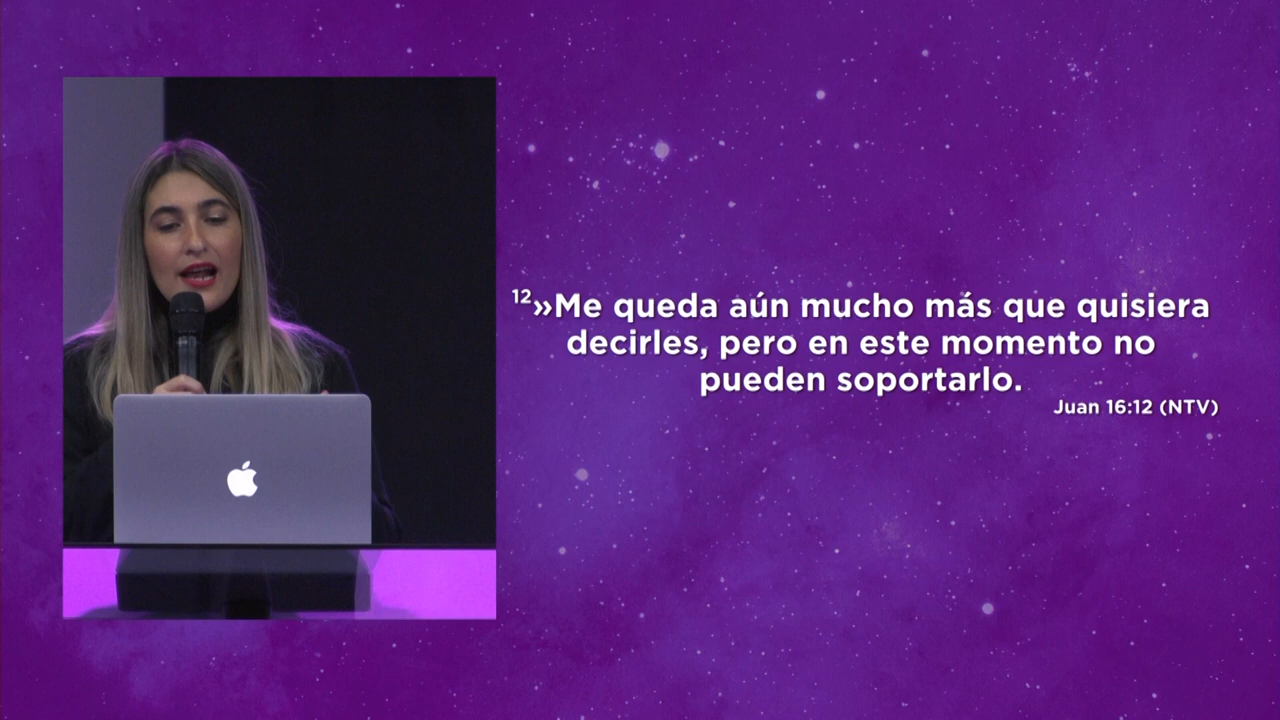 ¹²»Me queda aún mucho más que quisiera
decirles, pero en este momento no
pueden soportarlo.
Juan 16:12 (NTV)